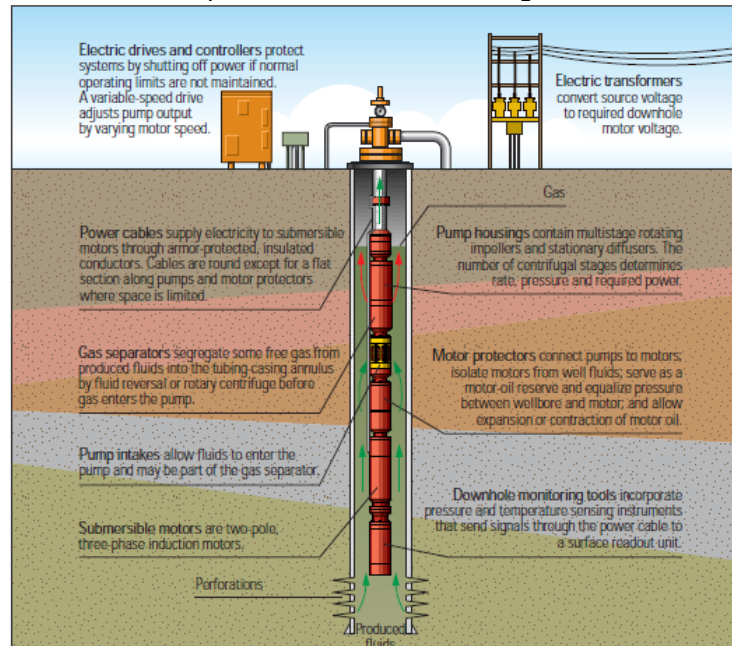 Electric drives and controllers protect
systems by shutting off power if normal
operating limits are not maintained.
A variable-speed drive
adjusts pump output
by varying motor speed.
Electric transformers
convert source voltage
to required downhole
motor voltage.
Gas
Power cables supply electricity to submersible
motors through armor-protected, insulated
conductors. Cables are round except for a flat
section along pumps and motor protectors
where space is limited.
Pump housings contain multistage rotating
impellers and stationary diffusers. The
number of centrifugal stages determines
rate, pressure and required power.
Gas separators segregate some free gas from
produced fluids into the tubing-casing annulus
by fluid reversal or rotary centrifuge before
gas enters the pump.
Motor protectors connect pumps to motors;
isolate motors from well fluids; serve as a
motor-oil reserve and equalize pressure
between wellbore and motor; and allow
expansion or contraction of motor oil.
Pump intakes allow fluids to enter the
pump and may be part of the gas separator.
Downhole monitoring tools incorporate
pressure and temperature sensing instruments
that send signals through the power cable to
a surface readout unit.
Submersible motors are two-pole,
three-phase induction motors.
Perforations
Produced
fluids